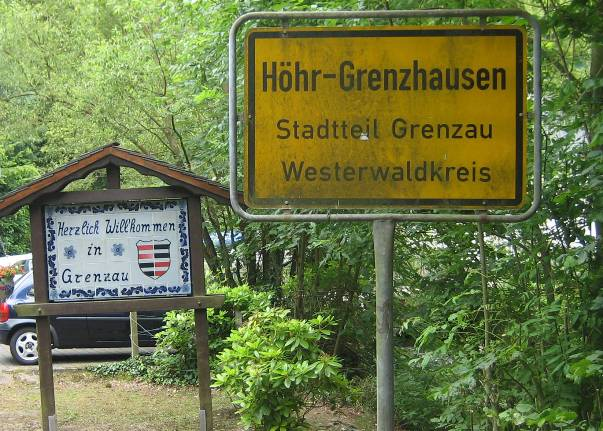 Höhr-Grenzhausen
Stadtteil Grenzau
Westerwaldkreis
Herzlich Willkommen
in
Grenzau